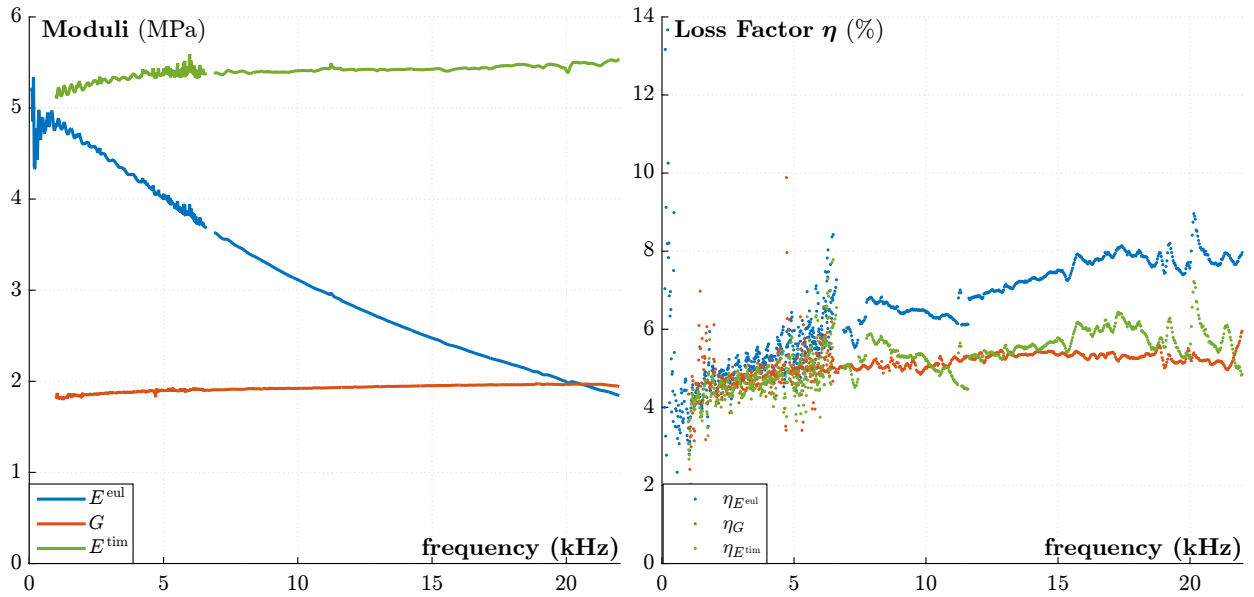 Moduli (MPa)
6
5
4
3
2
1
0
0 5 10 15 20
frequency (kHz)
E^eul
G
E^tim
Loss Factor η (%)
14
12
10
8
6
4
2
0
0 5 10 15 20
frequency (kHz)
η_E^eul
η_G
η_E^tim